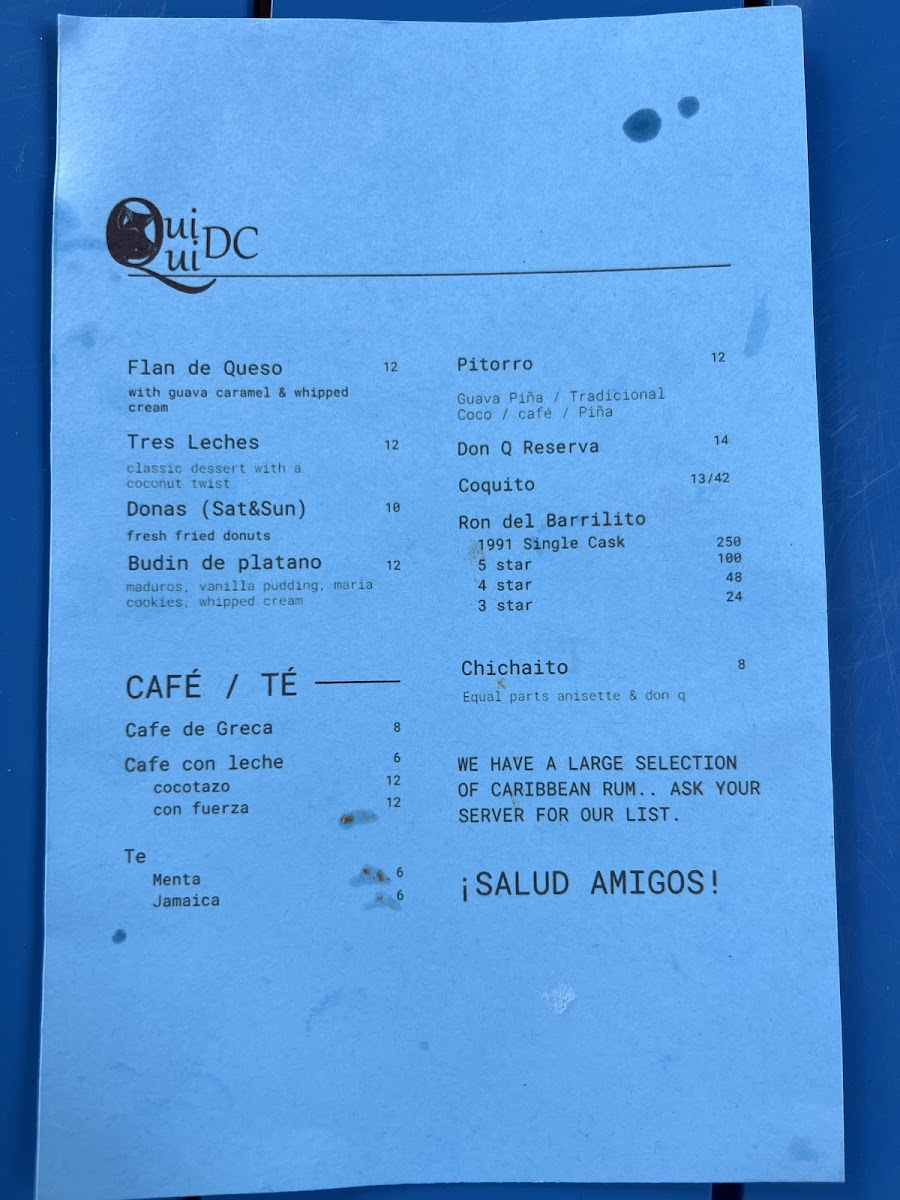 Qui
Qui DC
Flan de Queso 12
with guava caramel & whipped
cream
Tres Leches 12
classic dessert with a
coconut twist
Donas (Sat&Sun) 10
fresh fried donuts
Budin de platano 12
maduros, vanilla pudding, maria
cookies, whipped cream
CAFÉ / TÉ
Cafe de Greca 8
Cafe con leche 6
cocotazo 12
con fuerza 12
Te
Menta 6
Jamaica 6
Pitorro 12
Guava Piña / Tradicional
Coco / café / Piña
Don Q Reserva 14
Coquito 13/42
Ron del Barrilito
1991 Single Cask 250
5 star 100
4 star 48
3 star 24
Chichaito 8
Equal parts anisette & don q
WE HAVE A LARGE SELECTION
OF CARIBBEAN RUM.. ASK YOUR
SERVER FOR OUR LIST.
¡SALUD AMIGOS!